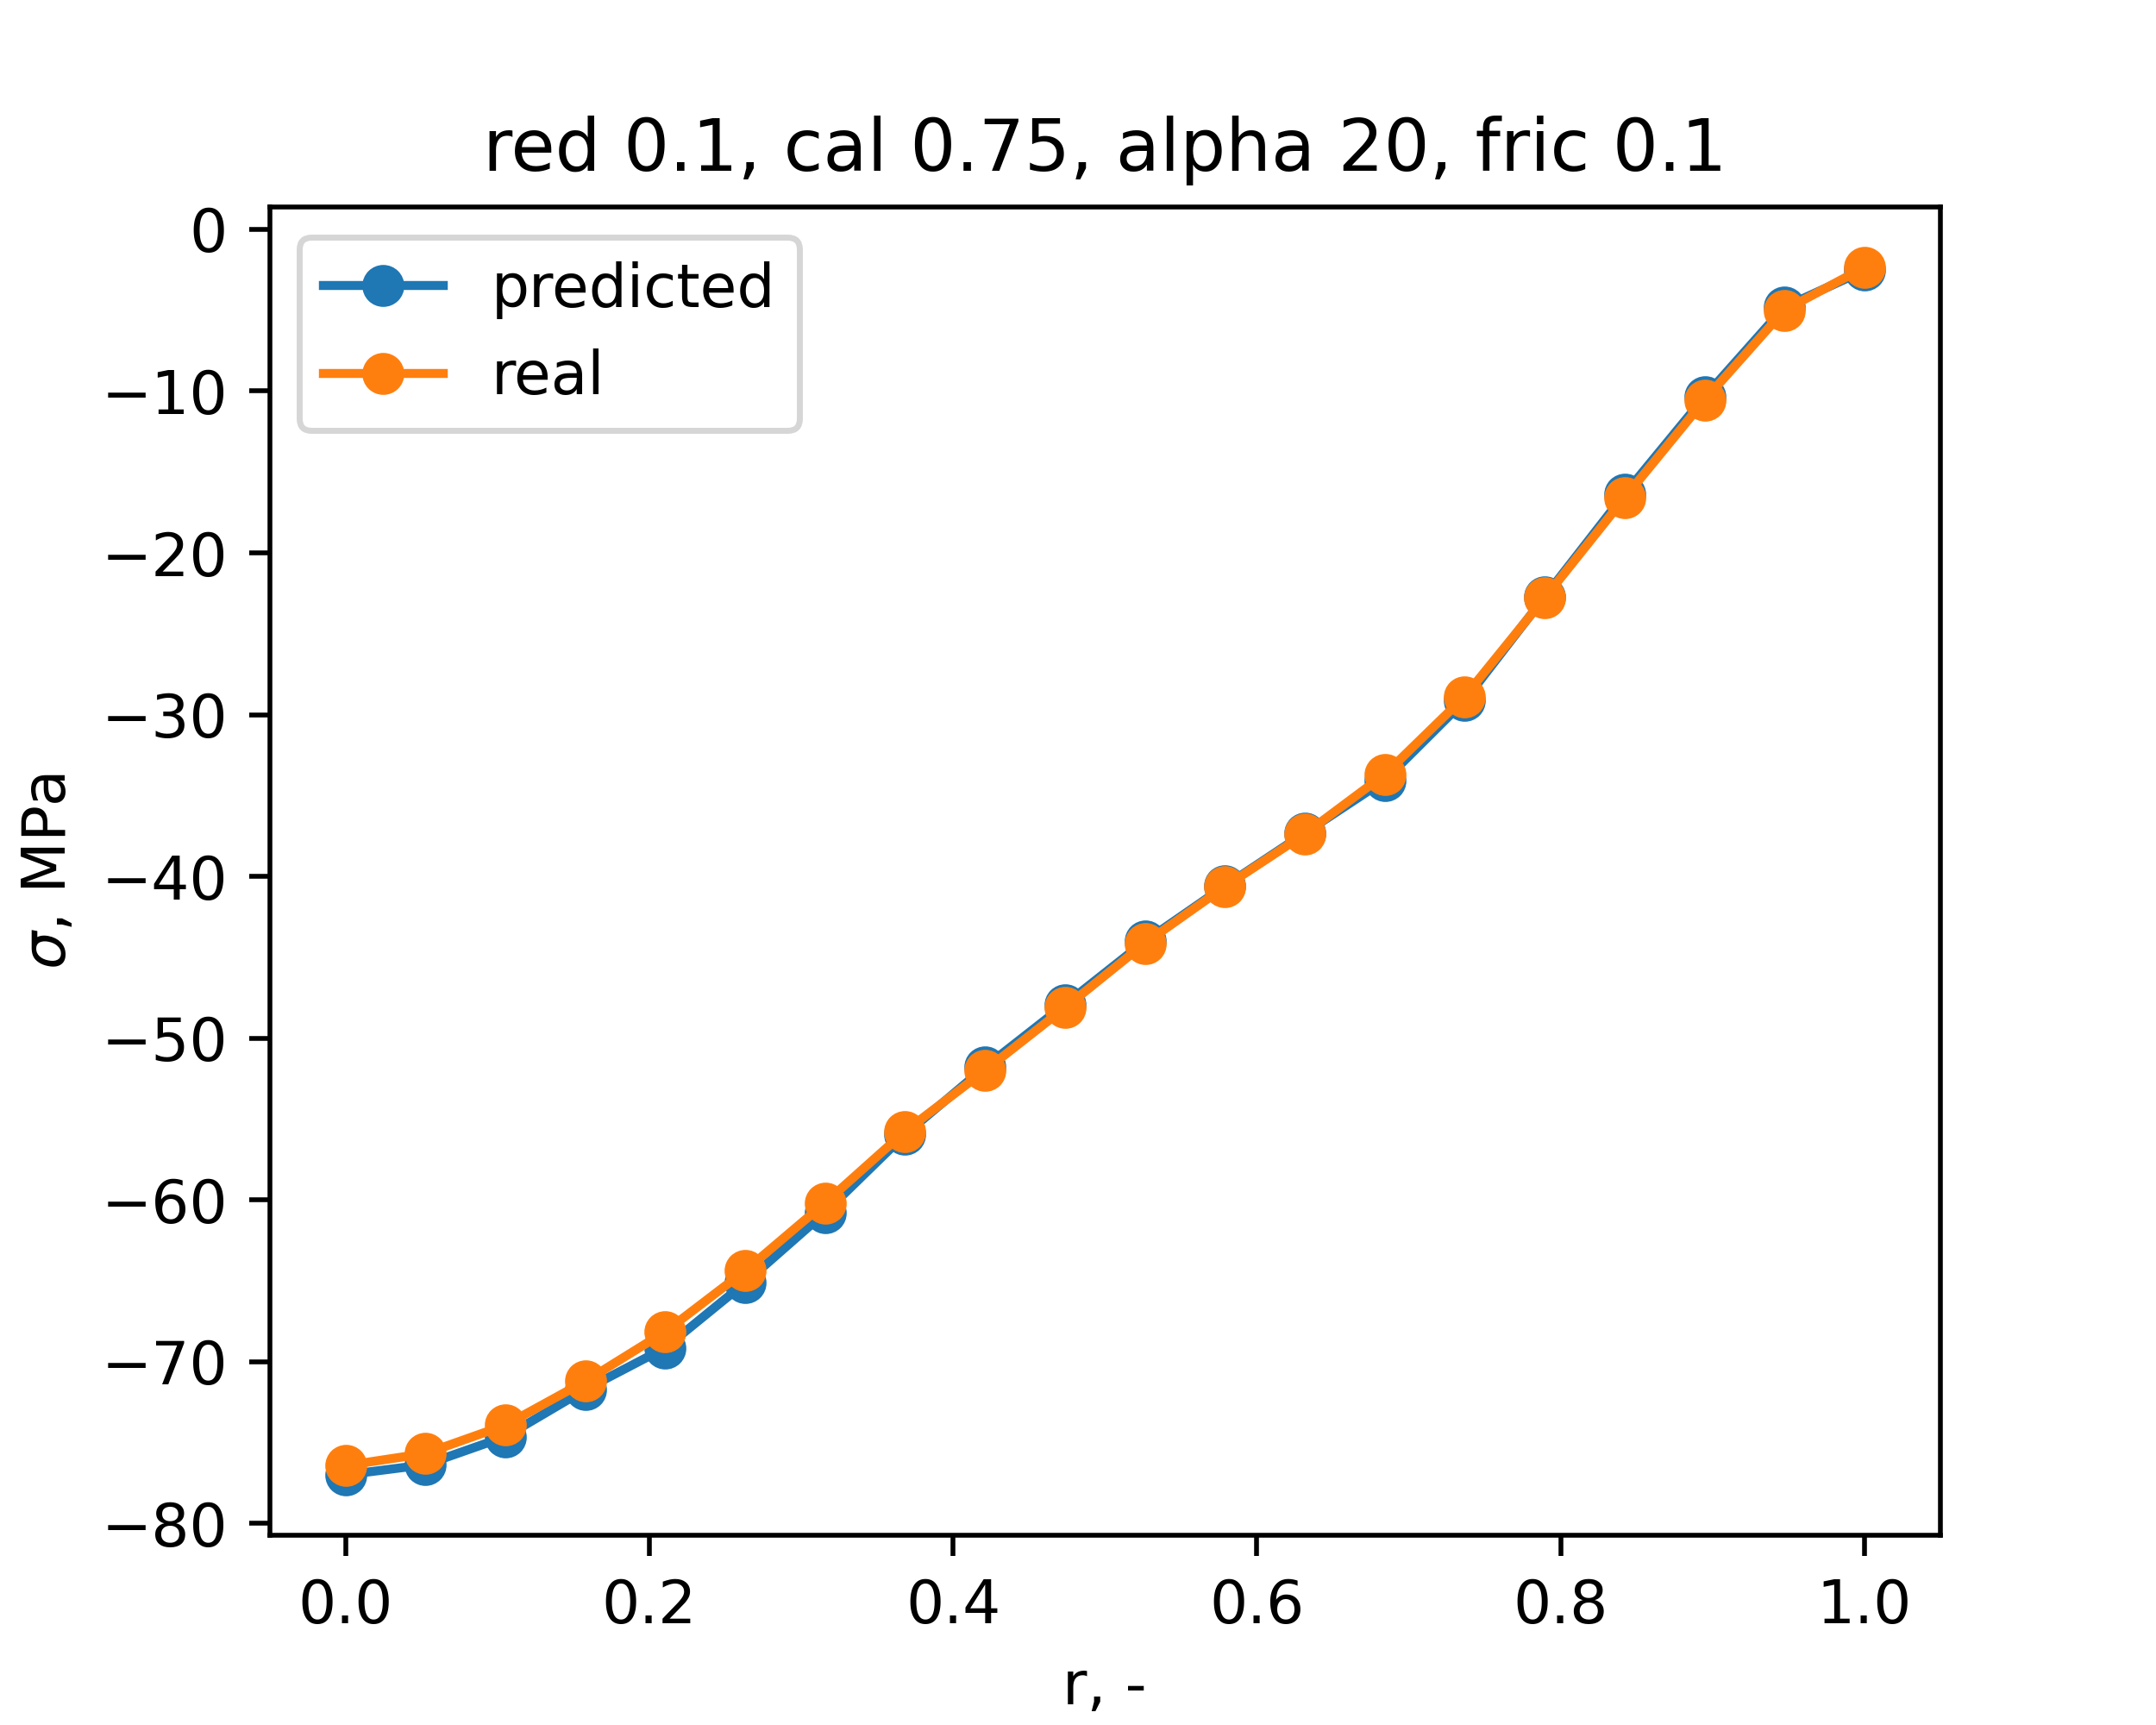 red 0.1, cal 0.75, alpha 20, fric 0.1
predicted
real
0
−10
−20
−30
−40
−50
−60
−70
−80
σ, MPa
0.0 0.2 0.4 0.6 0.8 1.0
r, -